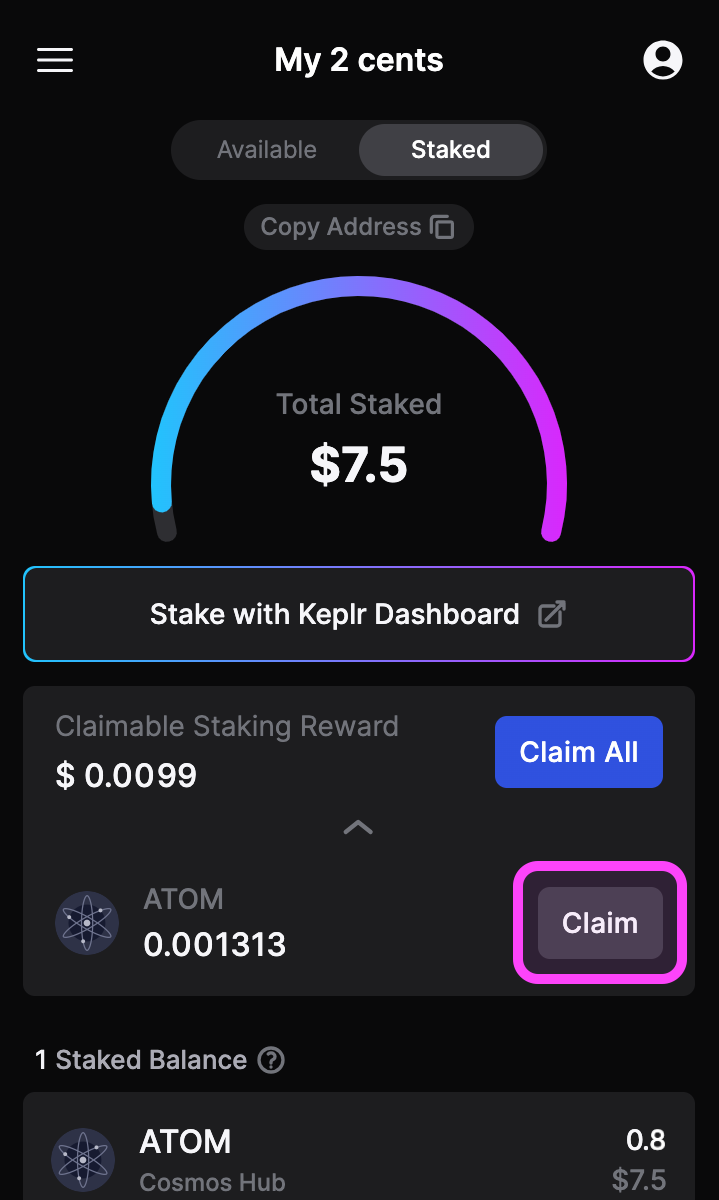 My 2 cents
Available
Staked
Copy Address
Total Staked
$7.5
Stake with Keplr Dashboard
Claimable Staking Reward
$ 0.0099
Claim All
ATOM
0.001313
Claim
1 Staked Balance ?
ATOM
0.8
Cosmos Hub
$7.5